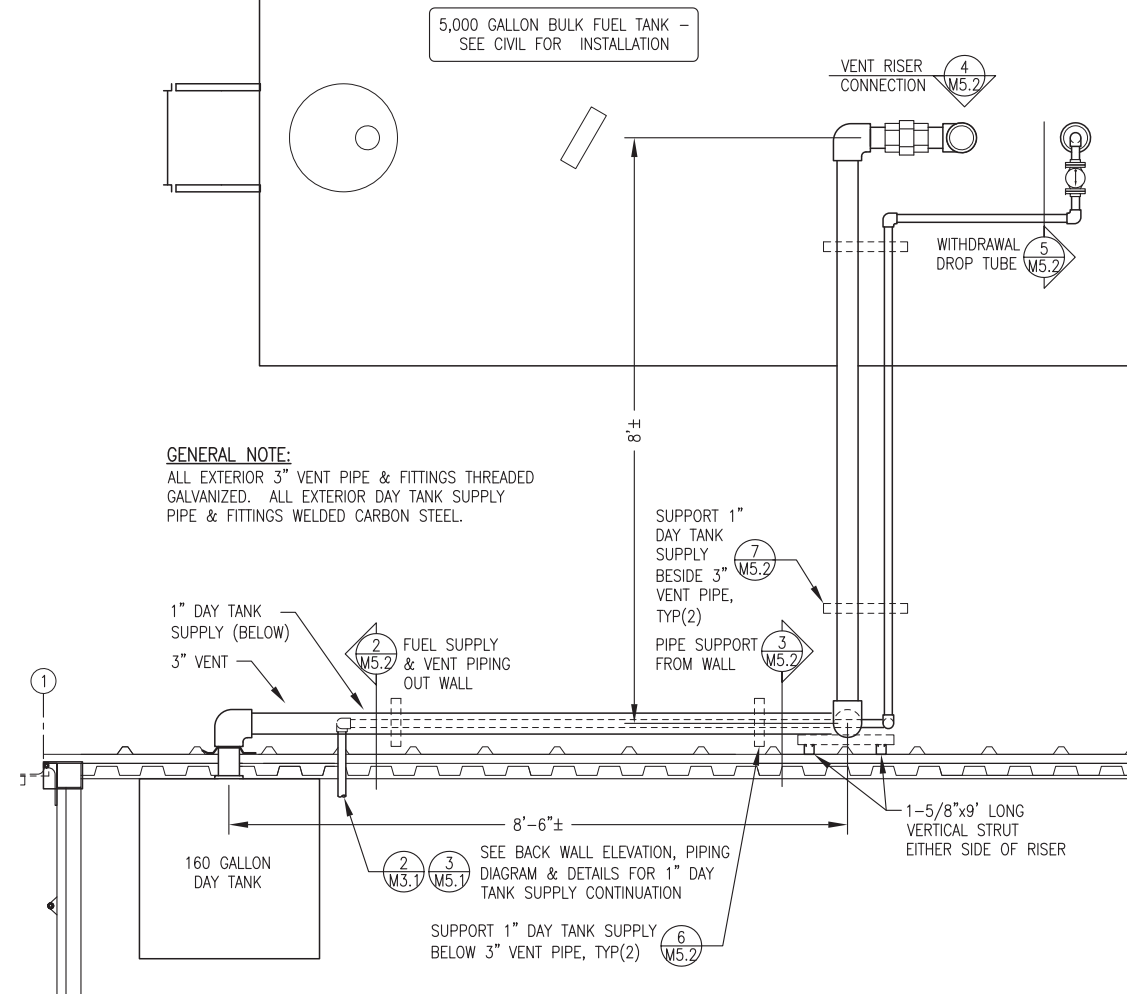 5,000 GALLON BULK FUEL TANK –
SEE CIVIL FOR INSTALLATION
VENT RISER
CONNECTION
4
M5.2
WITHDRAWAL
DROP TUBE
5
M5.2
8'±
GENERAL NOTE:
ALL EXTERIOR 3" VENT PIPE & FITTINGS THREADED
GALVANIZED. ALL EXTERIOR DAY TANK SUPPLY
PIPE & FITTINGS WELDED CARBON STEEL.
SUPPORT 1"
DAY TANK
SUPPLY
BESIDE 3"
VENT PIPE,
TYP(2)
7
M5.2
1" DAY TANK
SUPPLY (BELOW)
3" VENT
2
M5.2
FUEL SUPPLY
& VENT PIPING
OUT WALL
PIPE SUPPORT
FROM WALL
3
M5.2
1
8'–6"±
1–5/8"x9' LONG
VERTICAL STRUT
EITHER SIDE OF RISER
160 GALLON
DAY TANK
2
M3.1
3
M5.1
SEE BACK WALL ELEVATION, PIPING
DIAGRAM & DETAILS FOR 1" DAY
TANK SUPPLY CONTINUATION
SUPPORT 1" DAY TANK SUPPLY
BELOW 3" VENT PIPE, TYP(2)
6
M5.2